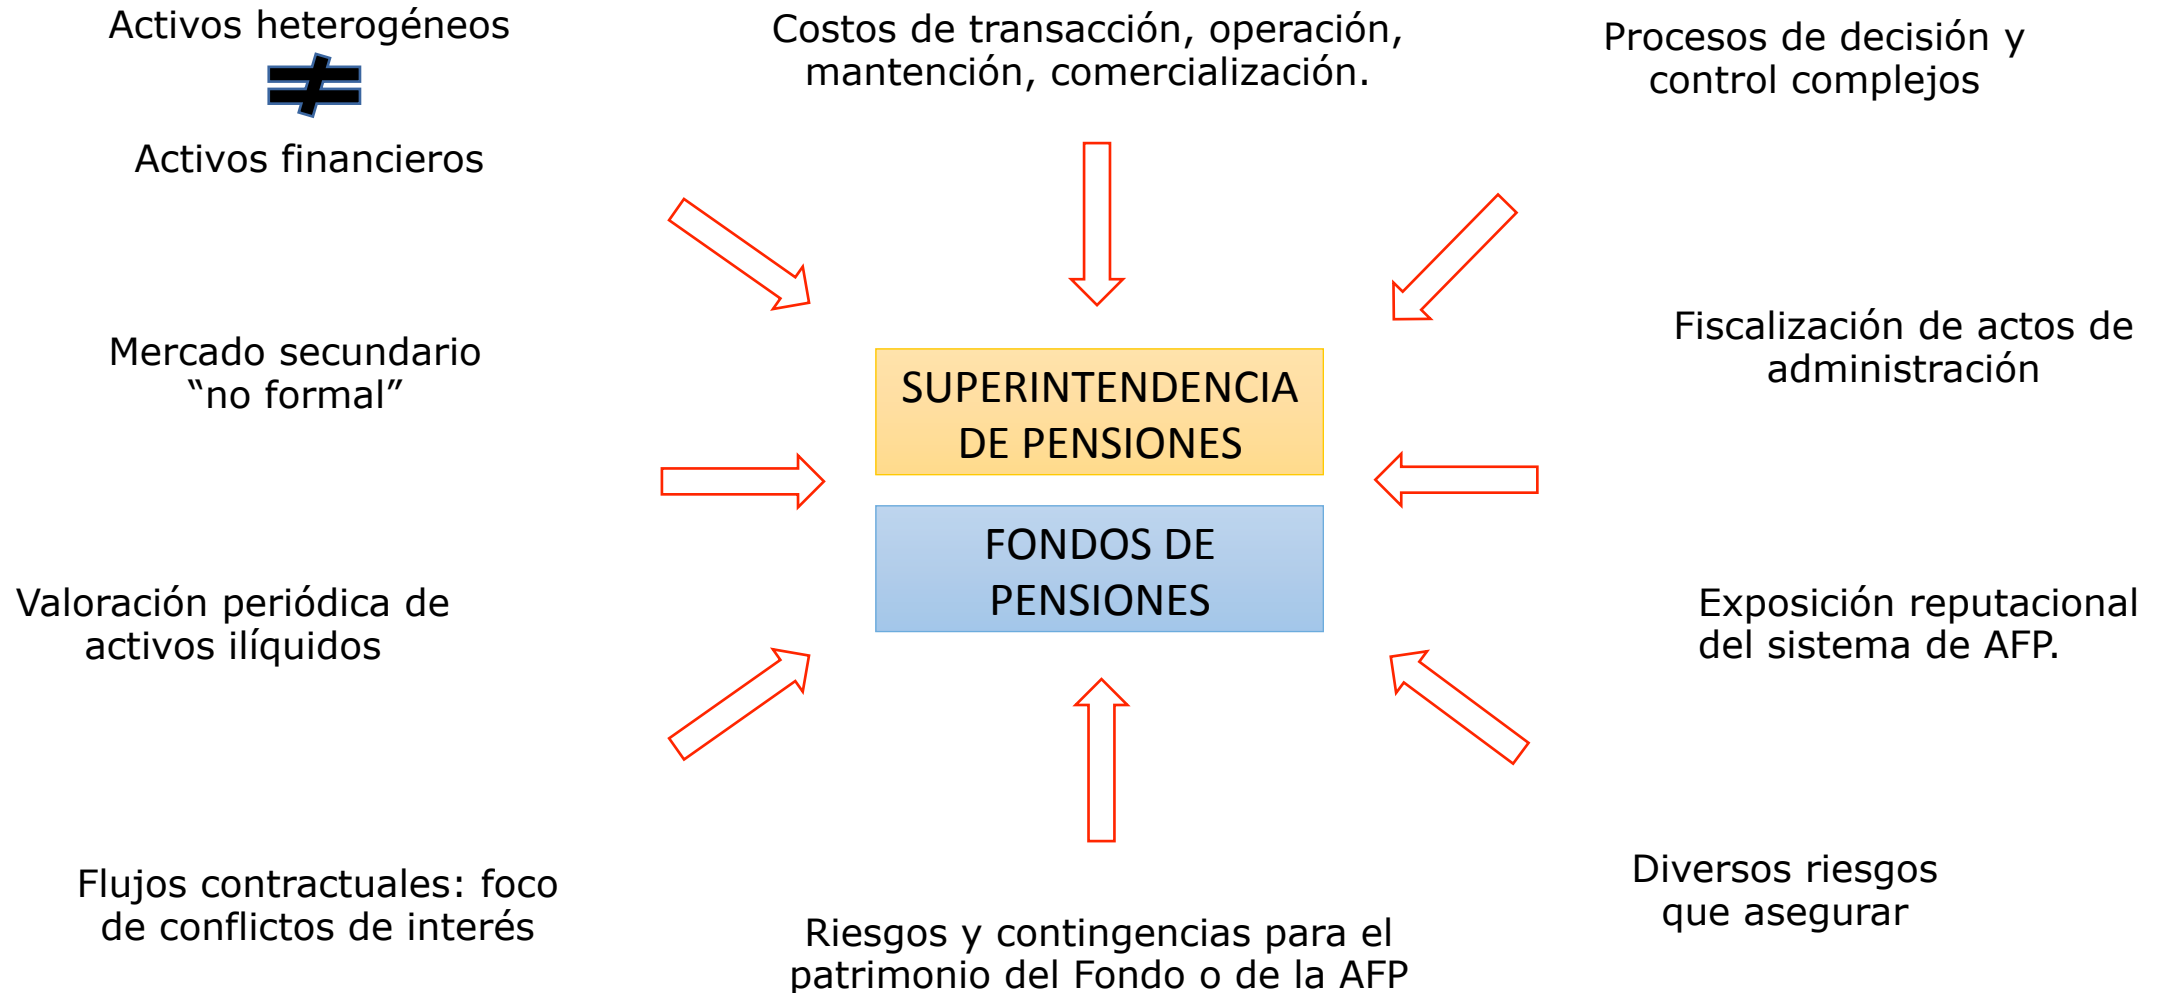 Activos heterogéneos
Activos financieros
Costos de transacción, operación,
mantención, comercialización.
Procesos de decisión y
control complejos
Mercado secundario
“no formal”
SUPERINTENDENCIA
DE PENSIONES
Fiscalización de actos de
administración
FONDOS DE
PENSIONES
Valoración periódica de
activos ilíquidos
Exposición reputacional
del sistema de AFP.
Flujos contractuales: foco
de conflictos de interés
Riesgos y contingencias para el
patrimonio del Fondo o de la AFP
Diversos riesgos
que asegurar